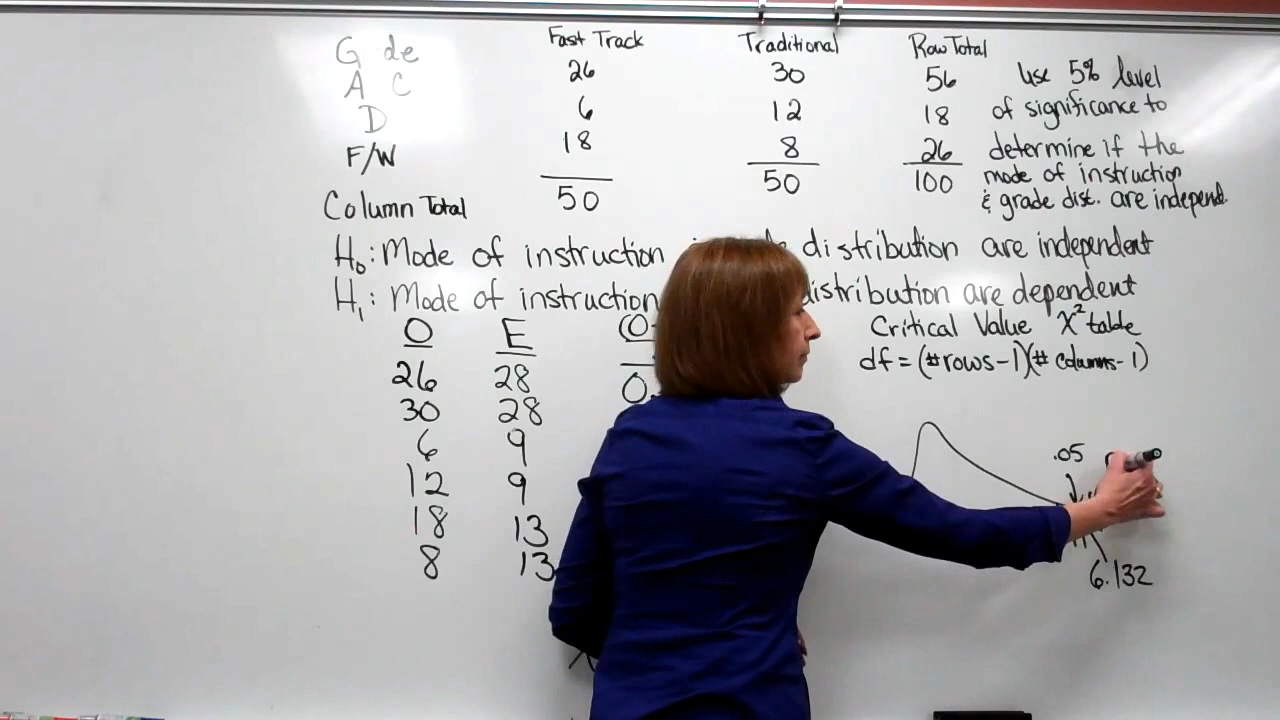 Fast Track Traditional Row Total
G de
A C 26 30 56 Use 5% level
D 6 12 18 of significance to
F/W 18 8 26 determine if the
Column Total 50 50 100 mode of instruction
& grade dist. are independ.
H₀: Mode of instruction distribution are independent
H₁: Mode of instruction distribution are dependent
O E (O Critical Value X² table
26 28 0 df = (# rows - 1)(# columns - 1)
30 28
6 9 .05
12 9
18 13
8 13 6.132